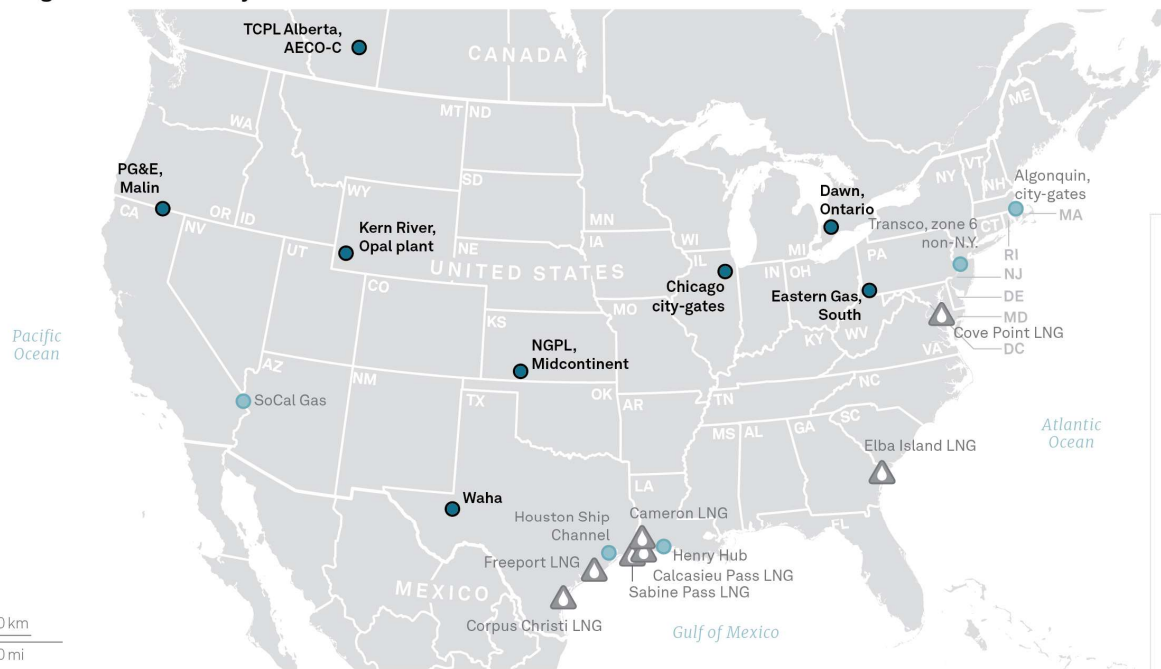 TCPL Alberta,
AECO-C
CANADA
MT
ND
ME
WA
PG&E,
Malin
WY
SD
VT
NY
NH
Algonquin,
city-gates
Dawn,
Ontario
MA
CA
OR
ID
MN
Transco, zone 6
non-N.Y.
CT
NV
Kern River,
Opal plant
NE
IA
WI
MI
PA
RI
UT
UNITED STATES
IL
IN
OH
NJ
CO
Chicago
city-gates
Eastern Gas,
South
DE
MO
MD
KS
KY
WV
Cove Point LNG
Pacific
Ocean
NGPL,
Midcontinent
VA
DC
AZ
NM
NC
SoCal Gas
TX
OK
AR
TN
SC
MS
AL
GA
Atlantic
Ocean
Elba Island LNG
LA
Waha
Cameron LNG
Houston Ship
Channel
FL
Henry Hub
Freeport LNG
Calcasieu Pass LNG
Sabine Pass LNG
MEXICO
Corpus Christi LNG
Gulf of Mexico
0 km
0 mi